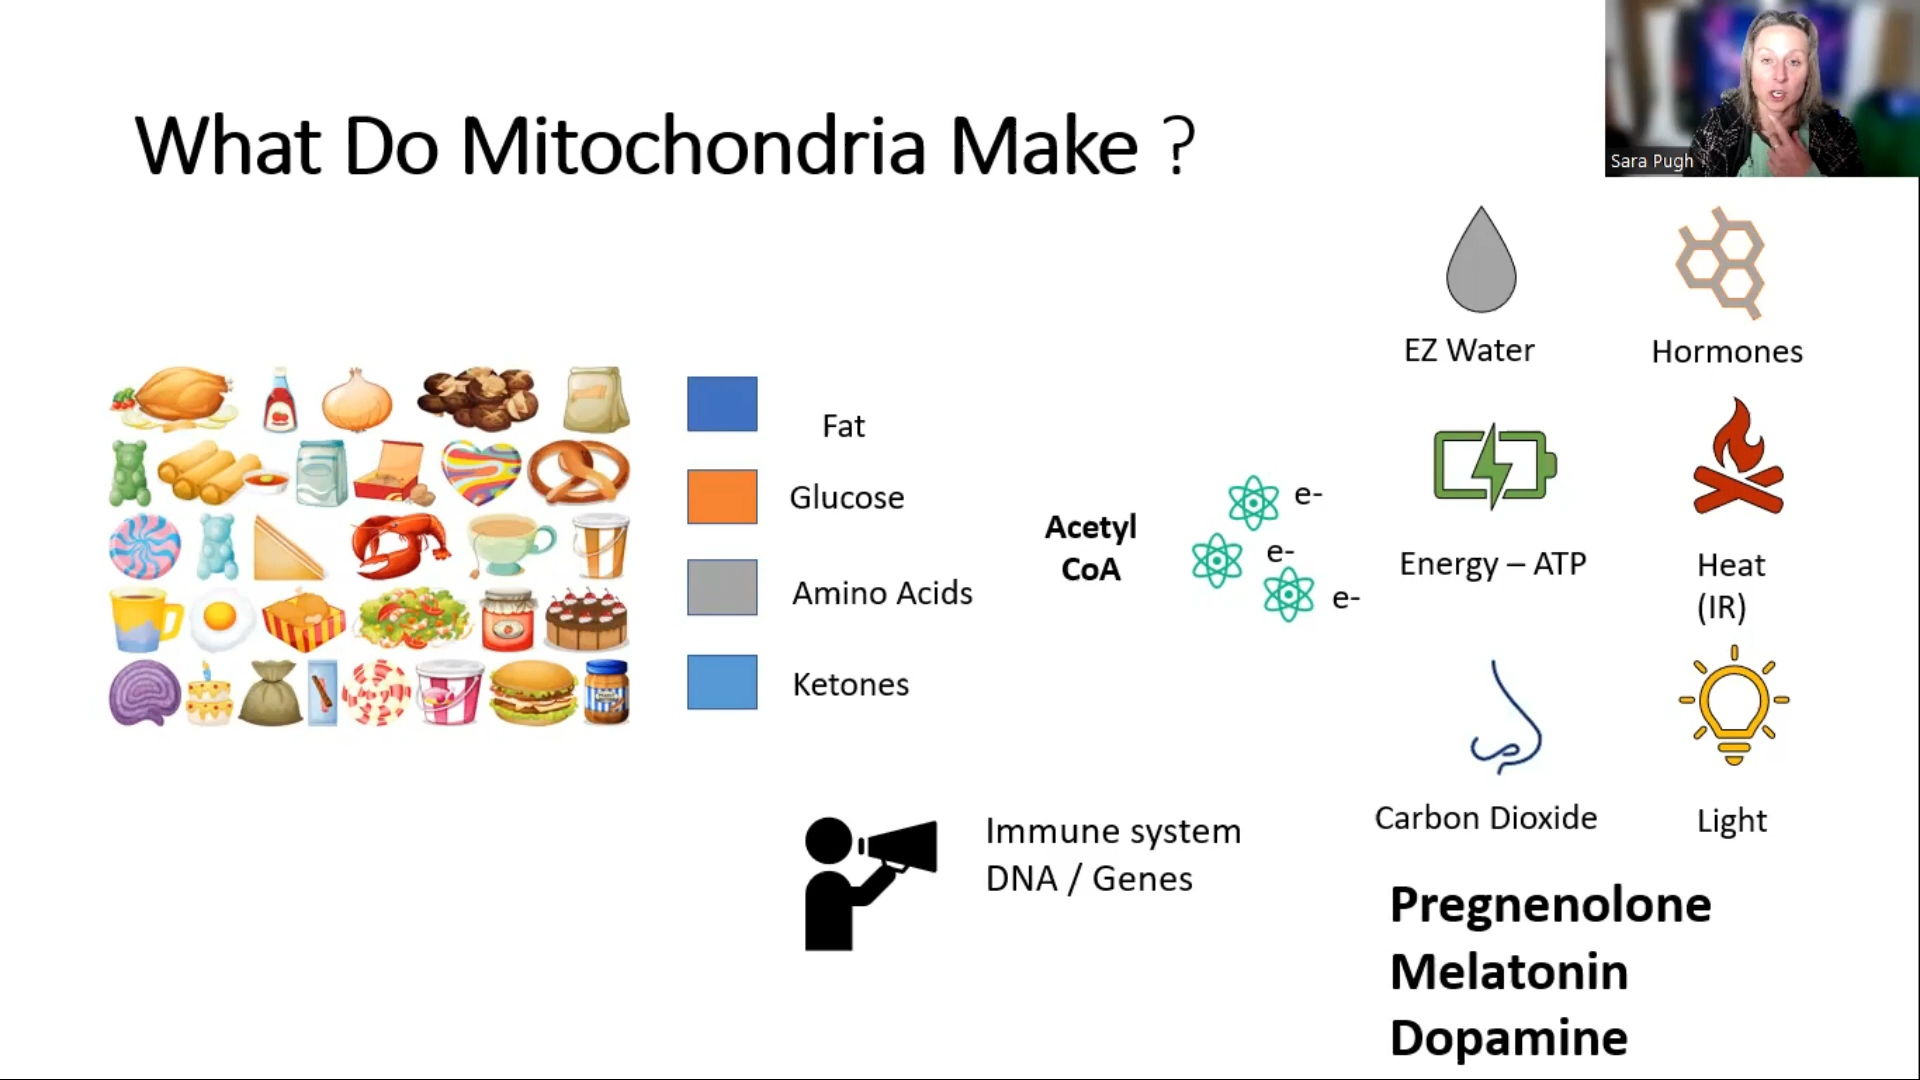 What Do Mitochondria Make ?
Sara Pugh
EZ Water
Hormones
Fat
Glucose
Amino Acids
Ketones
Acetyl
CoA
e-
e-
e-
Energy – ATP
Heat
(IR)
Carbon Dioxide
Light
Immune system
DNA / Genes
Pregnenolone
Melatonin
Dopamine